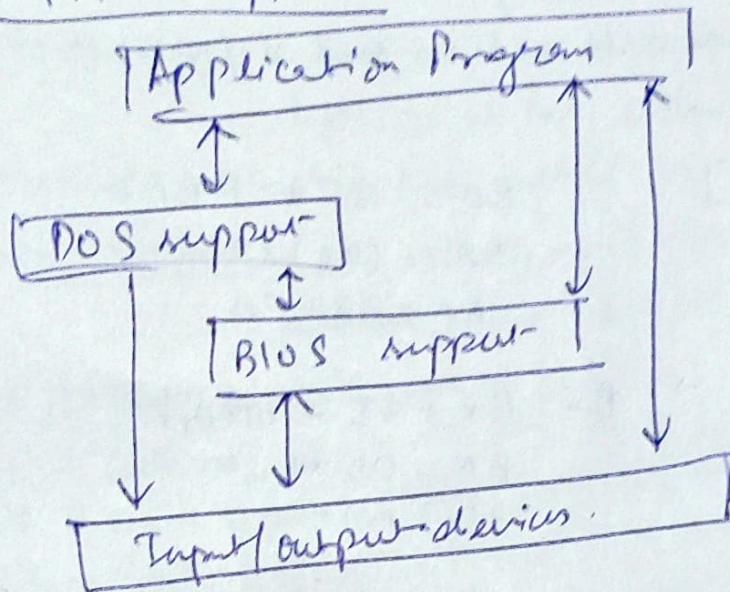 Application Program
DOS support
BIOS support
Input/output devices.